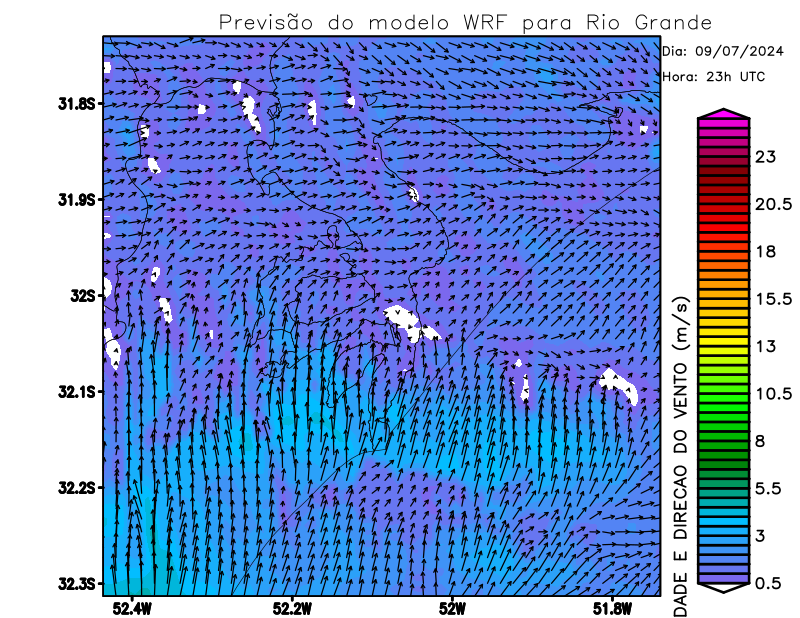 Previsão do modelo WRF para Rio Grande
Dia: 09/07/2024
Hora: 23h UTC
31.8S
31.9S
32S
32.1S
32.2S
32.3S
52.4W
52.2W
52W
51.8W
23
20.5
18
15.5
13
10.5
8
5.5
3
0.5
DADE E DIRECAO DO VENTO (m/s)